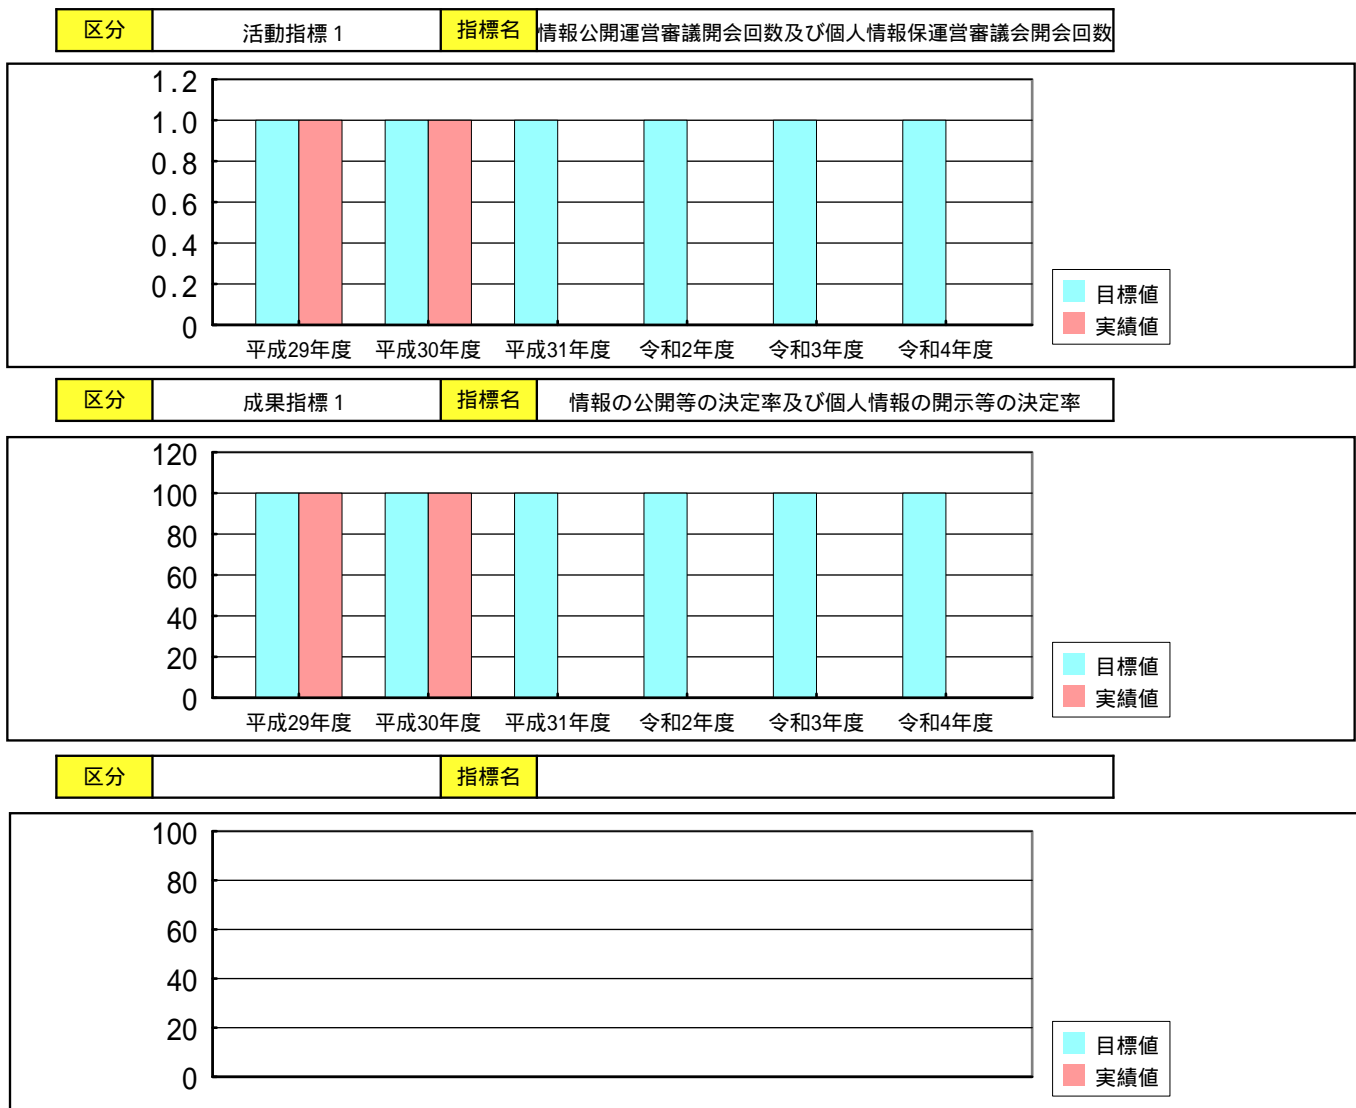 区分 活動指標1 指標名 情報公開運営審議開会回数及び個人情報保運営審議会開会回数
1.2
1.0
0.8
0.6
0.4
0.2
0
平成29年度 平成30年度 平成31年度 令和2年度 令和3年度 令和4年度
目標値
実績値
区分 成果指標1 指標名 情報の公開等の決定率及び個人情報の開示等の決定率
120
100
80
60
40
20
0
平成29年度 平成30年度 平成31年度 令和2年度 令和3年度 令和4年度
目標値
実績値
区分 指標名
100
80
60
40
20
0
目標値
実績値